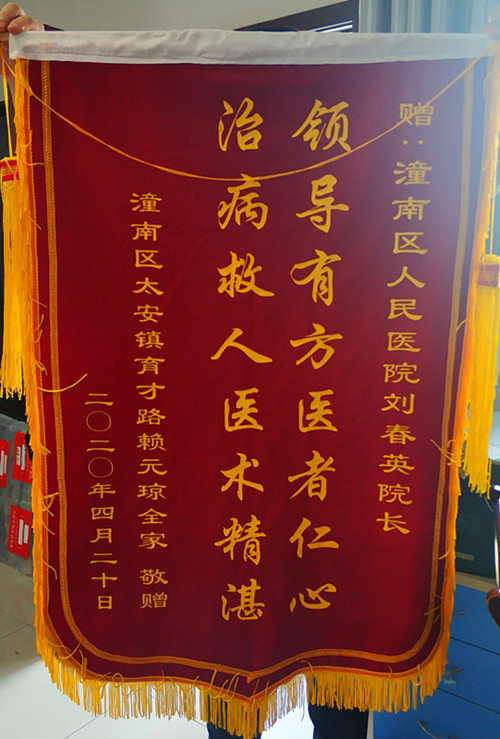 赠：潼南区人民医院刘春英院长
领导有方医者仁心
治病救人医术精湛
潼南区太安镇育才路赖元琼全家 敬赠
二〇二〇年四月二十日